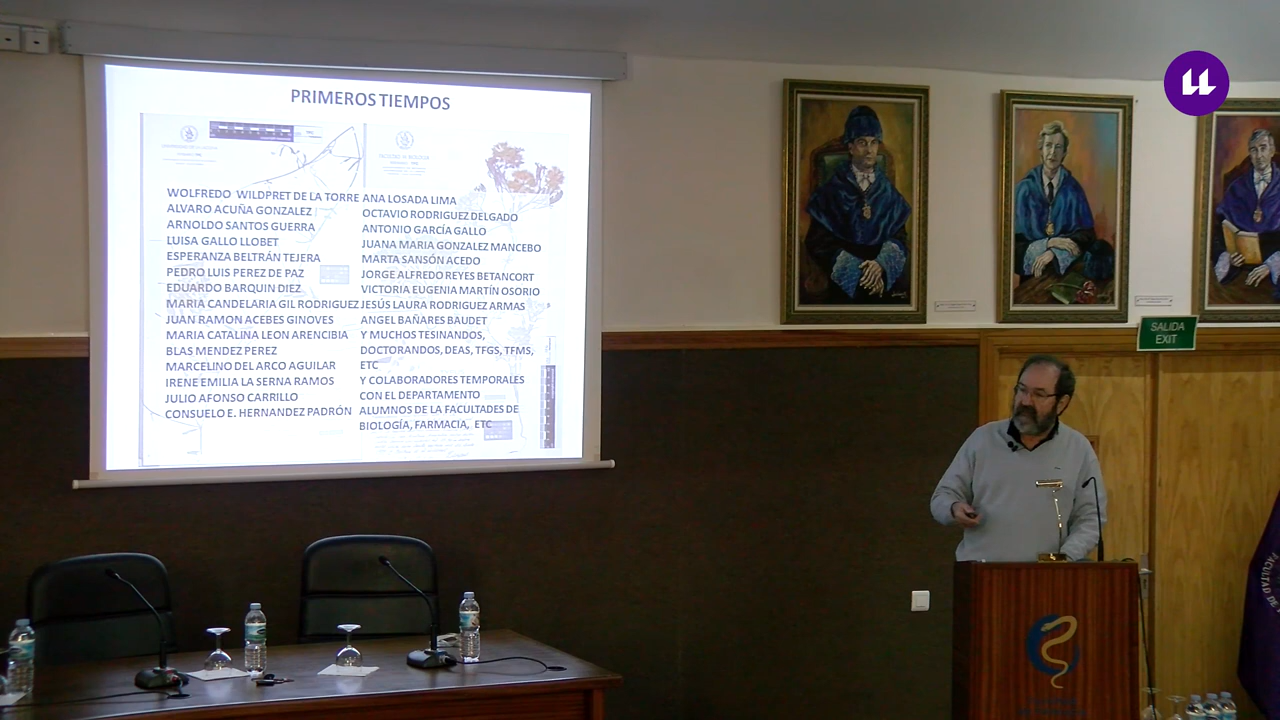 PRIMEROS TIEMPOS
WOLFREDO WILDPRET DE LA TORRE
ALVARO ACUÑA GONZALEZ
ARNOLDO SANTOS GUERRA
LUISA GALLO LLOBET
ESPERANZA BELTRÁN TEJERA
PEDRO LUIS PEREZ DE PAZ
EDUARDO BARQUIN DIEZ
MARIA CANDELARIA GIL RODRIGUEZ
JUAN RAMON ACEBES GINOVES
MARIA CATALINA LEON ARENCIBIA
BLAS MENDEZ PEREZ
MARCELINO DEL ARCO AGUILAR
IRENE EMILIA LA SERNA RAMOS
JULIO AFONSO CARRILLO
CONSUELO E. HERNANDEZ PADRÓN
ANA LOSADA LIMA
OCTAVIO RODRIGUEZ DELGADO
ANTONIO GARCÍA GALLO
JUANA MARIA GONZALEZ MANCEBO
MARTA SANSÓN ACEDO
JORGE ALFREDO REYES BETANCORT
VICTORIA EUGENIA MARTÍN OSORIO
JESÚS LAURA RODRIGUEZ ARMAS
ANGEL BAÑARES BAUDET
Y MUCHOS TESINANDOS,
DOCTORANDOS, DEAS, TFGS, TFMS,
ETC
Y COLABORADORES TEMPORALES
CON EL DEPARTAMENTO
ALUMNOS DE LA FACULTADES DE
BIOLOGÍA, FARMACIA, ETC
SALIDA
EXIT
FACULTAD DE